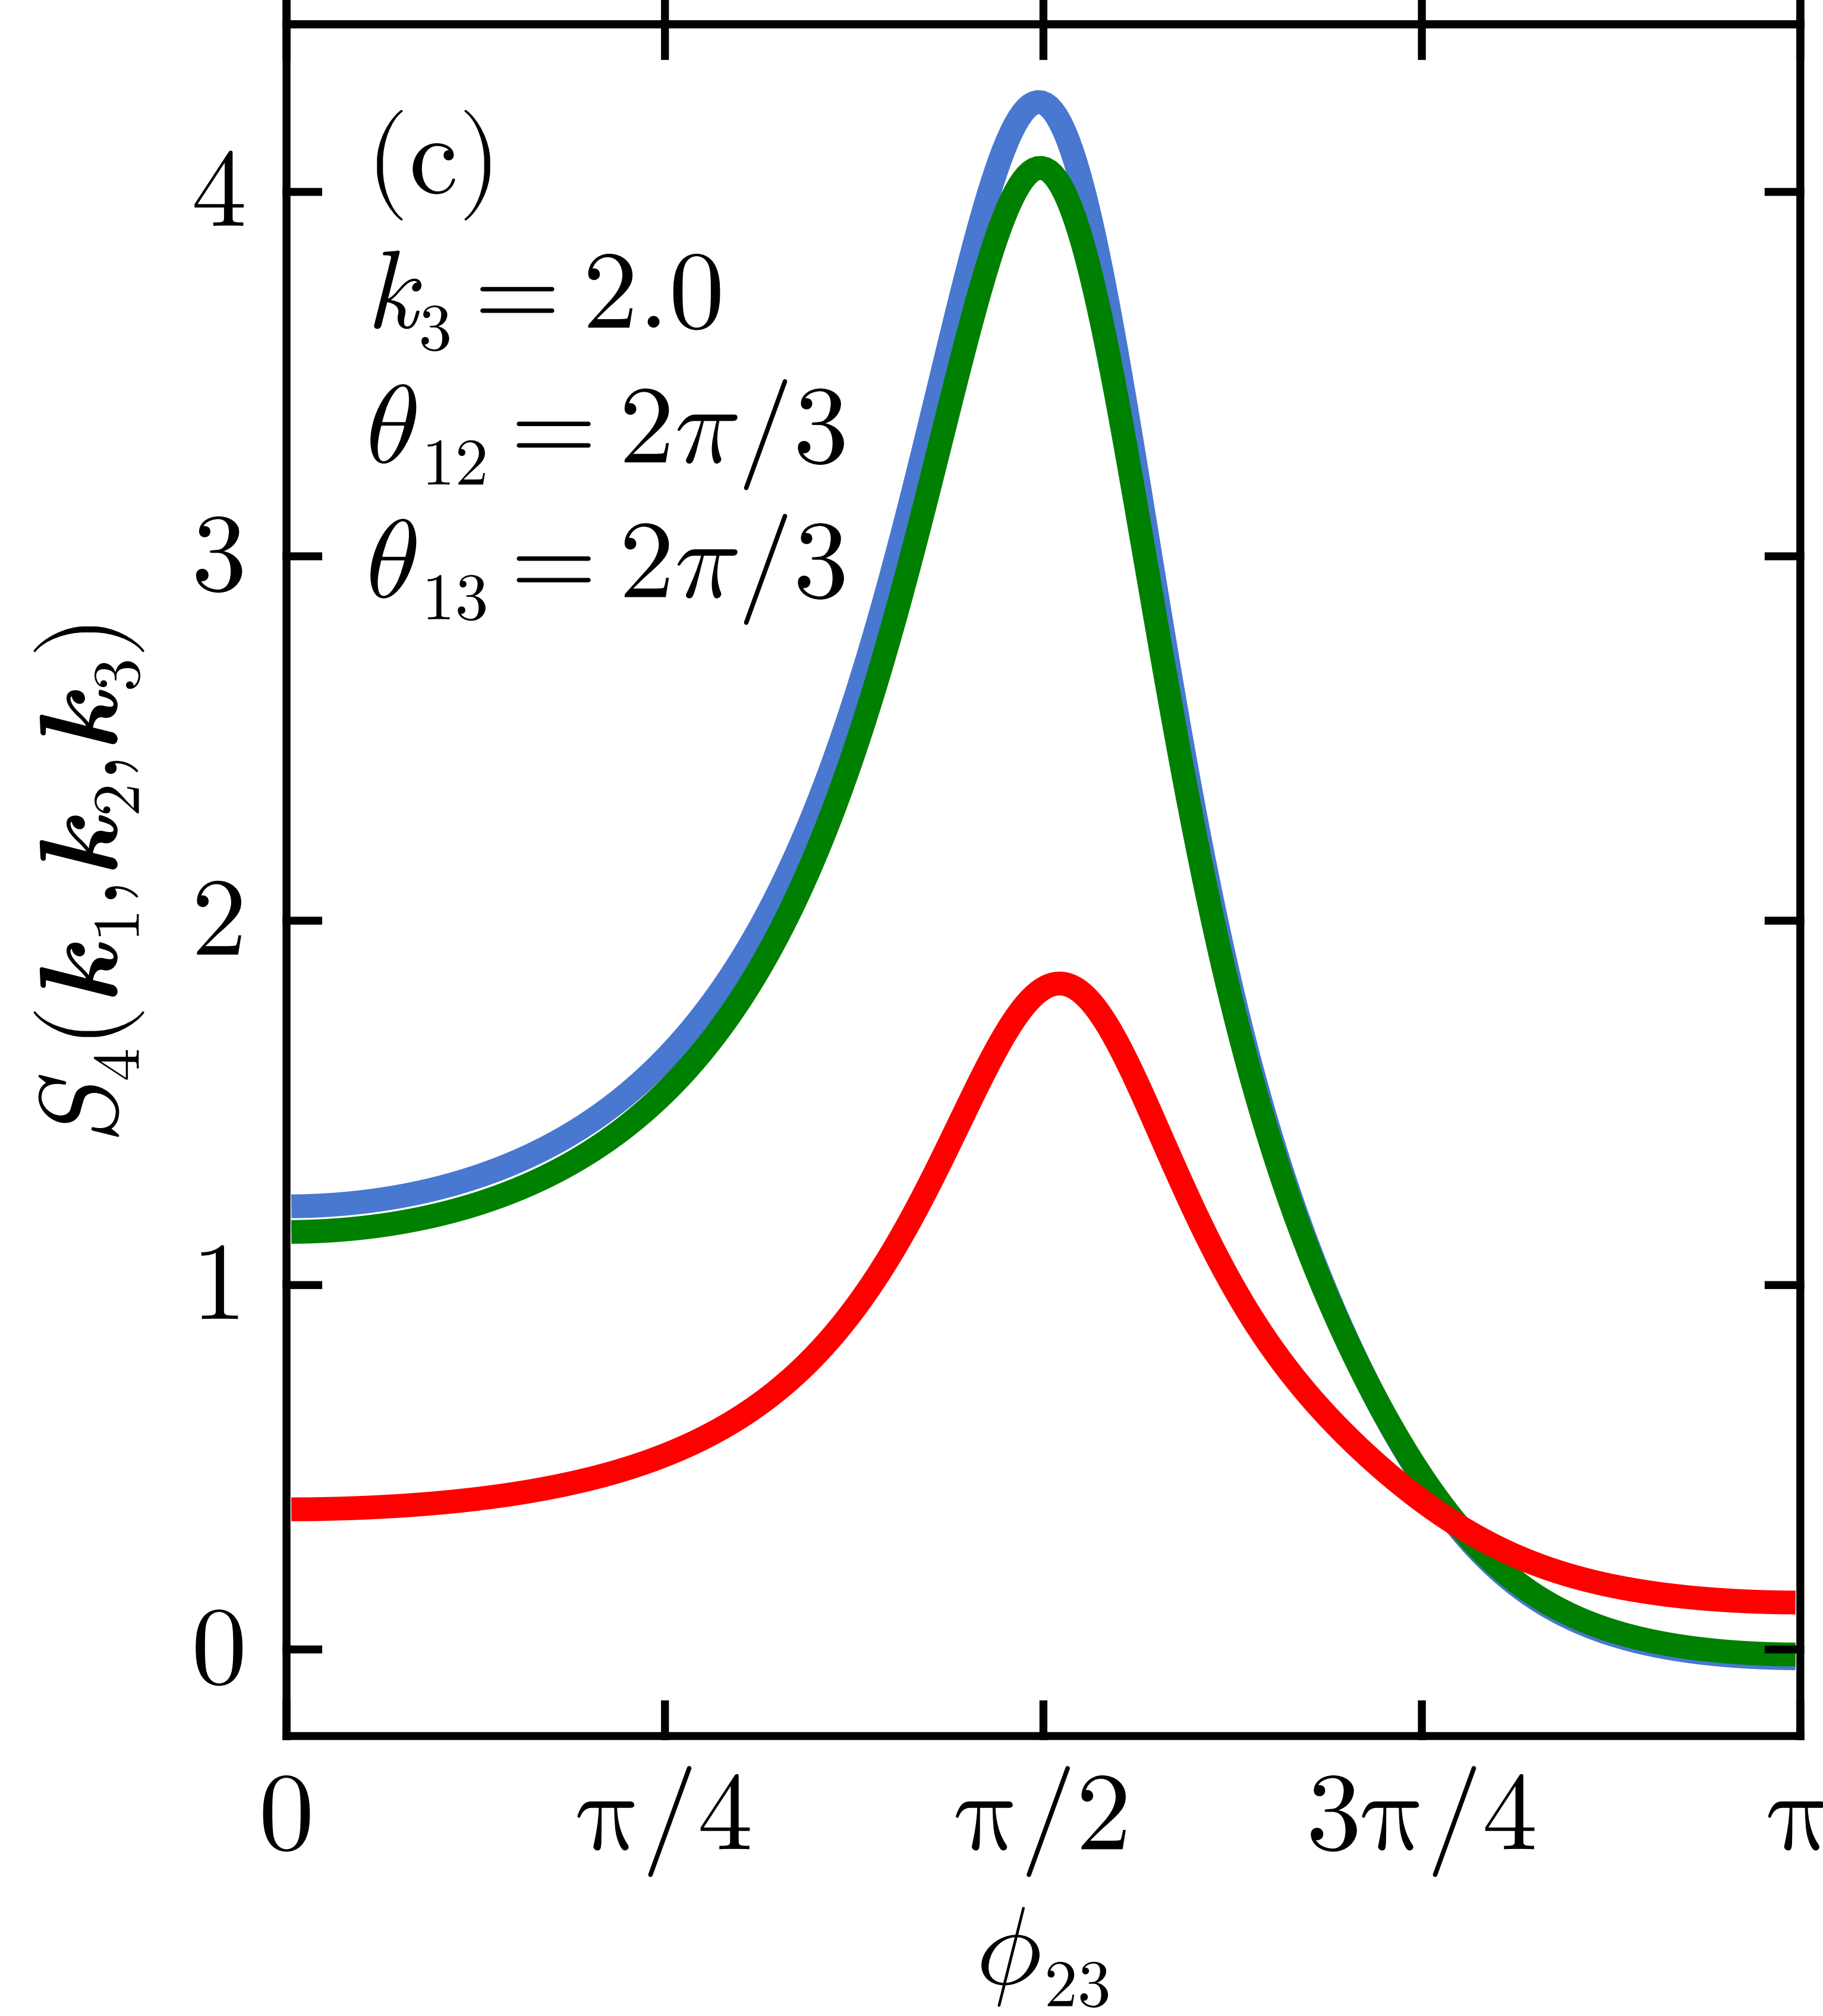 (c)
k₃ = 2.0
θ₁₂ = 2π/3
θ₁₃ = 2π/3
S₄(k₁, k₂, k₃)
4
3
2
1
0
0 π/4 π/2 3π/4 π
ϕ₂₃